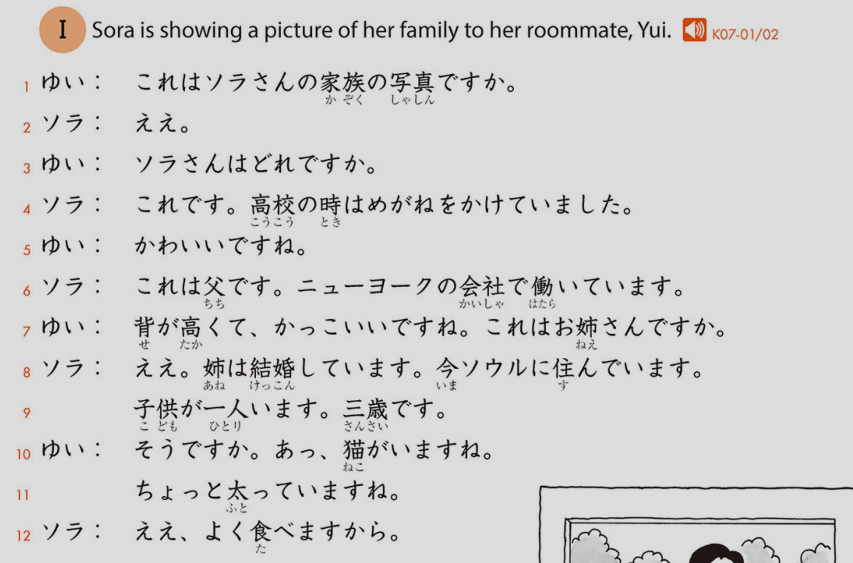 I Sora is showing a picture of her family to her roommate, Yui. K07-01/02
1 ゆい： これはソラさんの家族の写真ですか。
かぞく しゃしん
2 ソラ： ええ。
3 ゆい： ソラさんはどれですか。
4 ソラ： これです。高校の時はめがねをかけていました。
こうこう とき
5 ゆい： かわいいですね。
6 ソラ： これは父です。ニューヨークの会社で働いています。
ちち かいしゃ はたら
7 ゆい： 背が高くて、かっこいいですね。これはお姉さんですか。
せ たか ねえ
8 ソラ： ええ。姉は結婚しています。今ソウルに住んでいます。
あね けっこん いま す
9 子供が一人います。三歳です。
こ ども ひとり さんさい
10 ゆい： そうですか。あっ、猫がいますね。
ねこ
11 ちょっと太っていますね。
ふと
12 ソラ： ええ、よく食べますから。
た